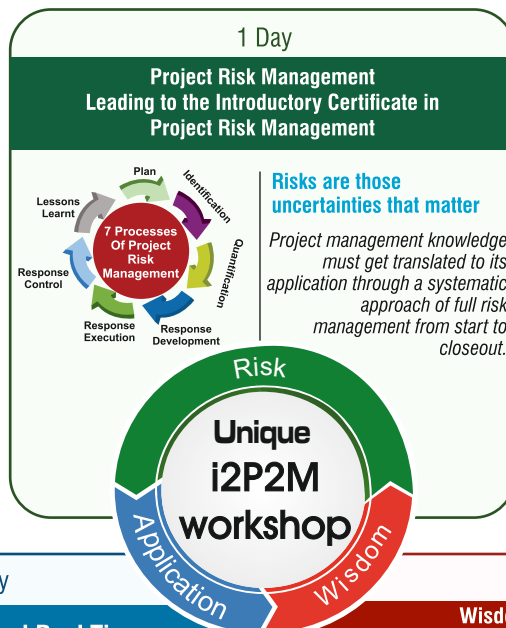 1 Day
Project Risk Management
Leading to the Introductory Certificate in
Project Risk Management
Plan
Identification
Quantification
Response
Development
Response
Execution
Response
Control
Lessons
Learnt
7 Processes
Of Project
Risk
Management
Risks are those
uncertainties that matter
Project management knowledge
must get translated to its
application through a systematic
approach of full risk
management from start to
closeout.
Risk
Unique
i2P2M
workshop
Application
Wisdom